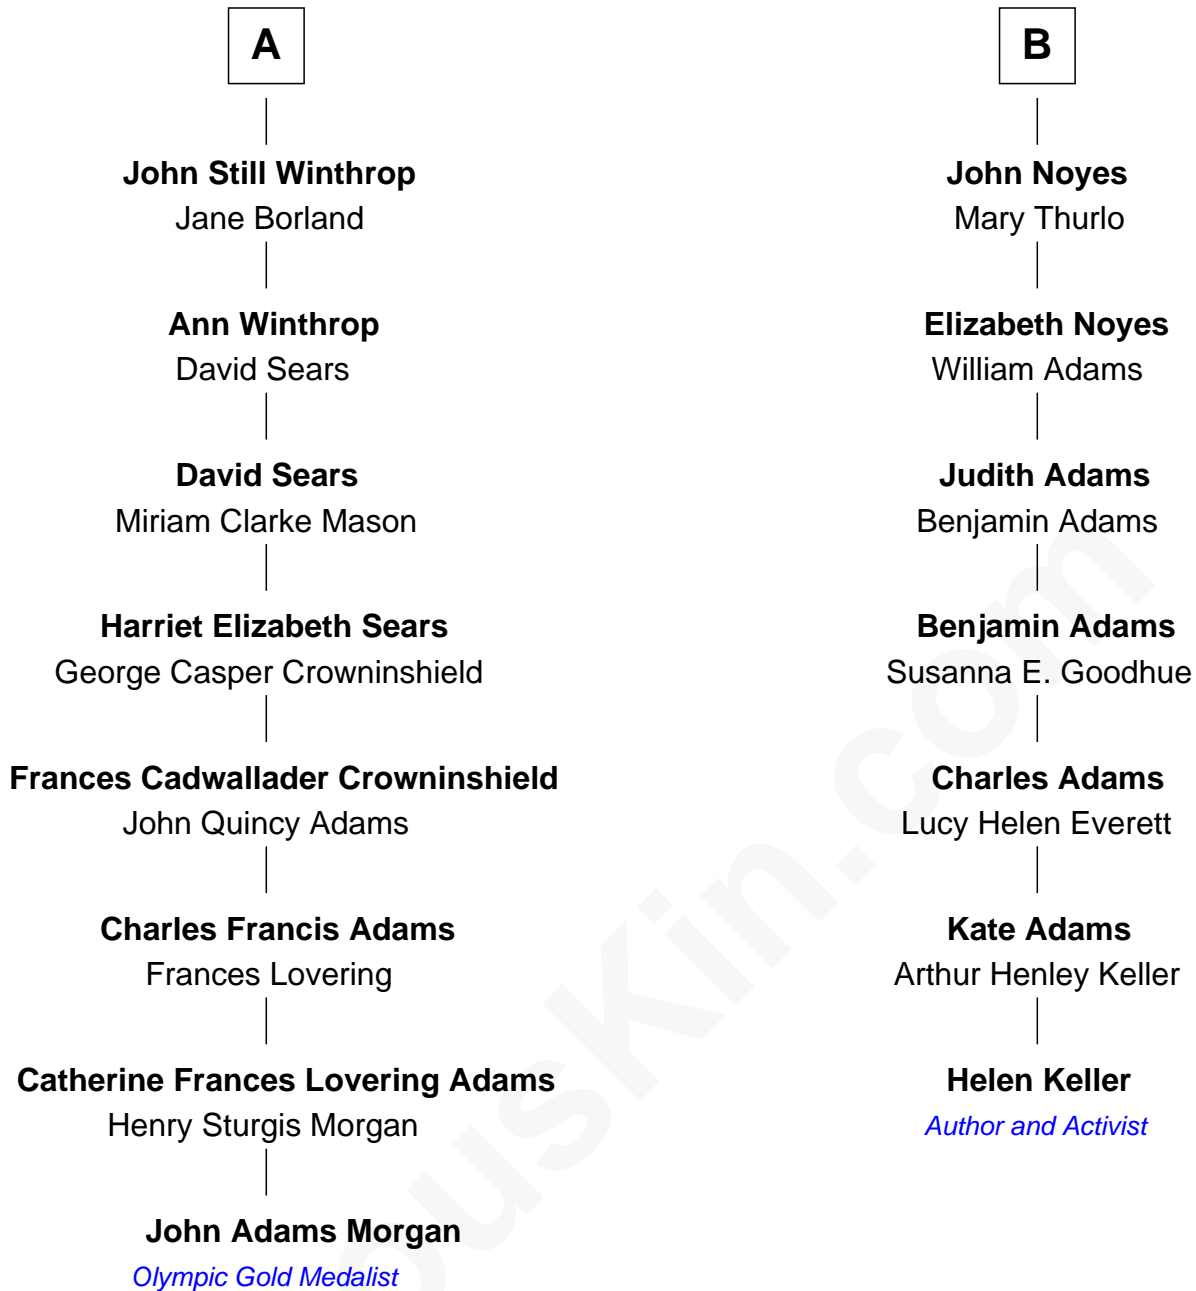 A
John Still Winthrop
Jane Borland
Ann Winthrop
David Sears
David Sears
Miriam Clarke Mason
Harriet Elizabeth Sears
George Casper Crowninshield
Frances Cadwallader Crowninshield
John Quincy Adams
Charles Francis Adams
Frances Lovering
Catherine Frances Lovering Adams
Henry Sturgis Morgan
John Adams Morgan
Olympic Gold Medalist
B
John Noyes
Mary Thurlo
Elizabeth Noyes
William Adams
Judith Adams
Benjamin Adams
Benjamin Adams
Susanna E. Goodhue
Charles Adams
Lucy Helen Everett
Kate Adams
Arthur Henley Keller
Helen Keller
Author and Activist
ousKin.com